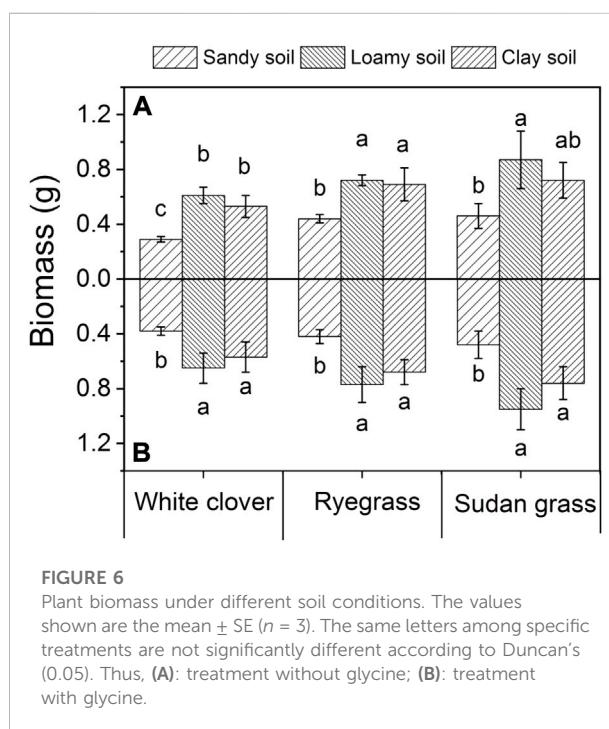 Sandy soil Loamy soil Clay soil
A
1.2
0.8
0.4
0.0
0.4
0.8
1.2
Biomass (g)
c b b b a a b a ab
b a a b a a b a a
B
White clover Ryegrass Sudan grass
FIGURE 6
Plant biomass under different soil conditions. The values
shown are the mean ± SE (n = 3). The same letters among specific
treatments are not significantly different according to Duncan's
(0.05). Thus, (A): treatment without glycine; (B): treatment
with glycine.